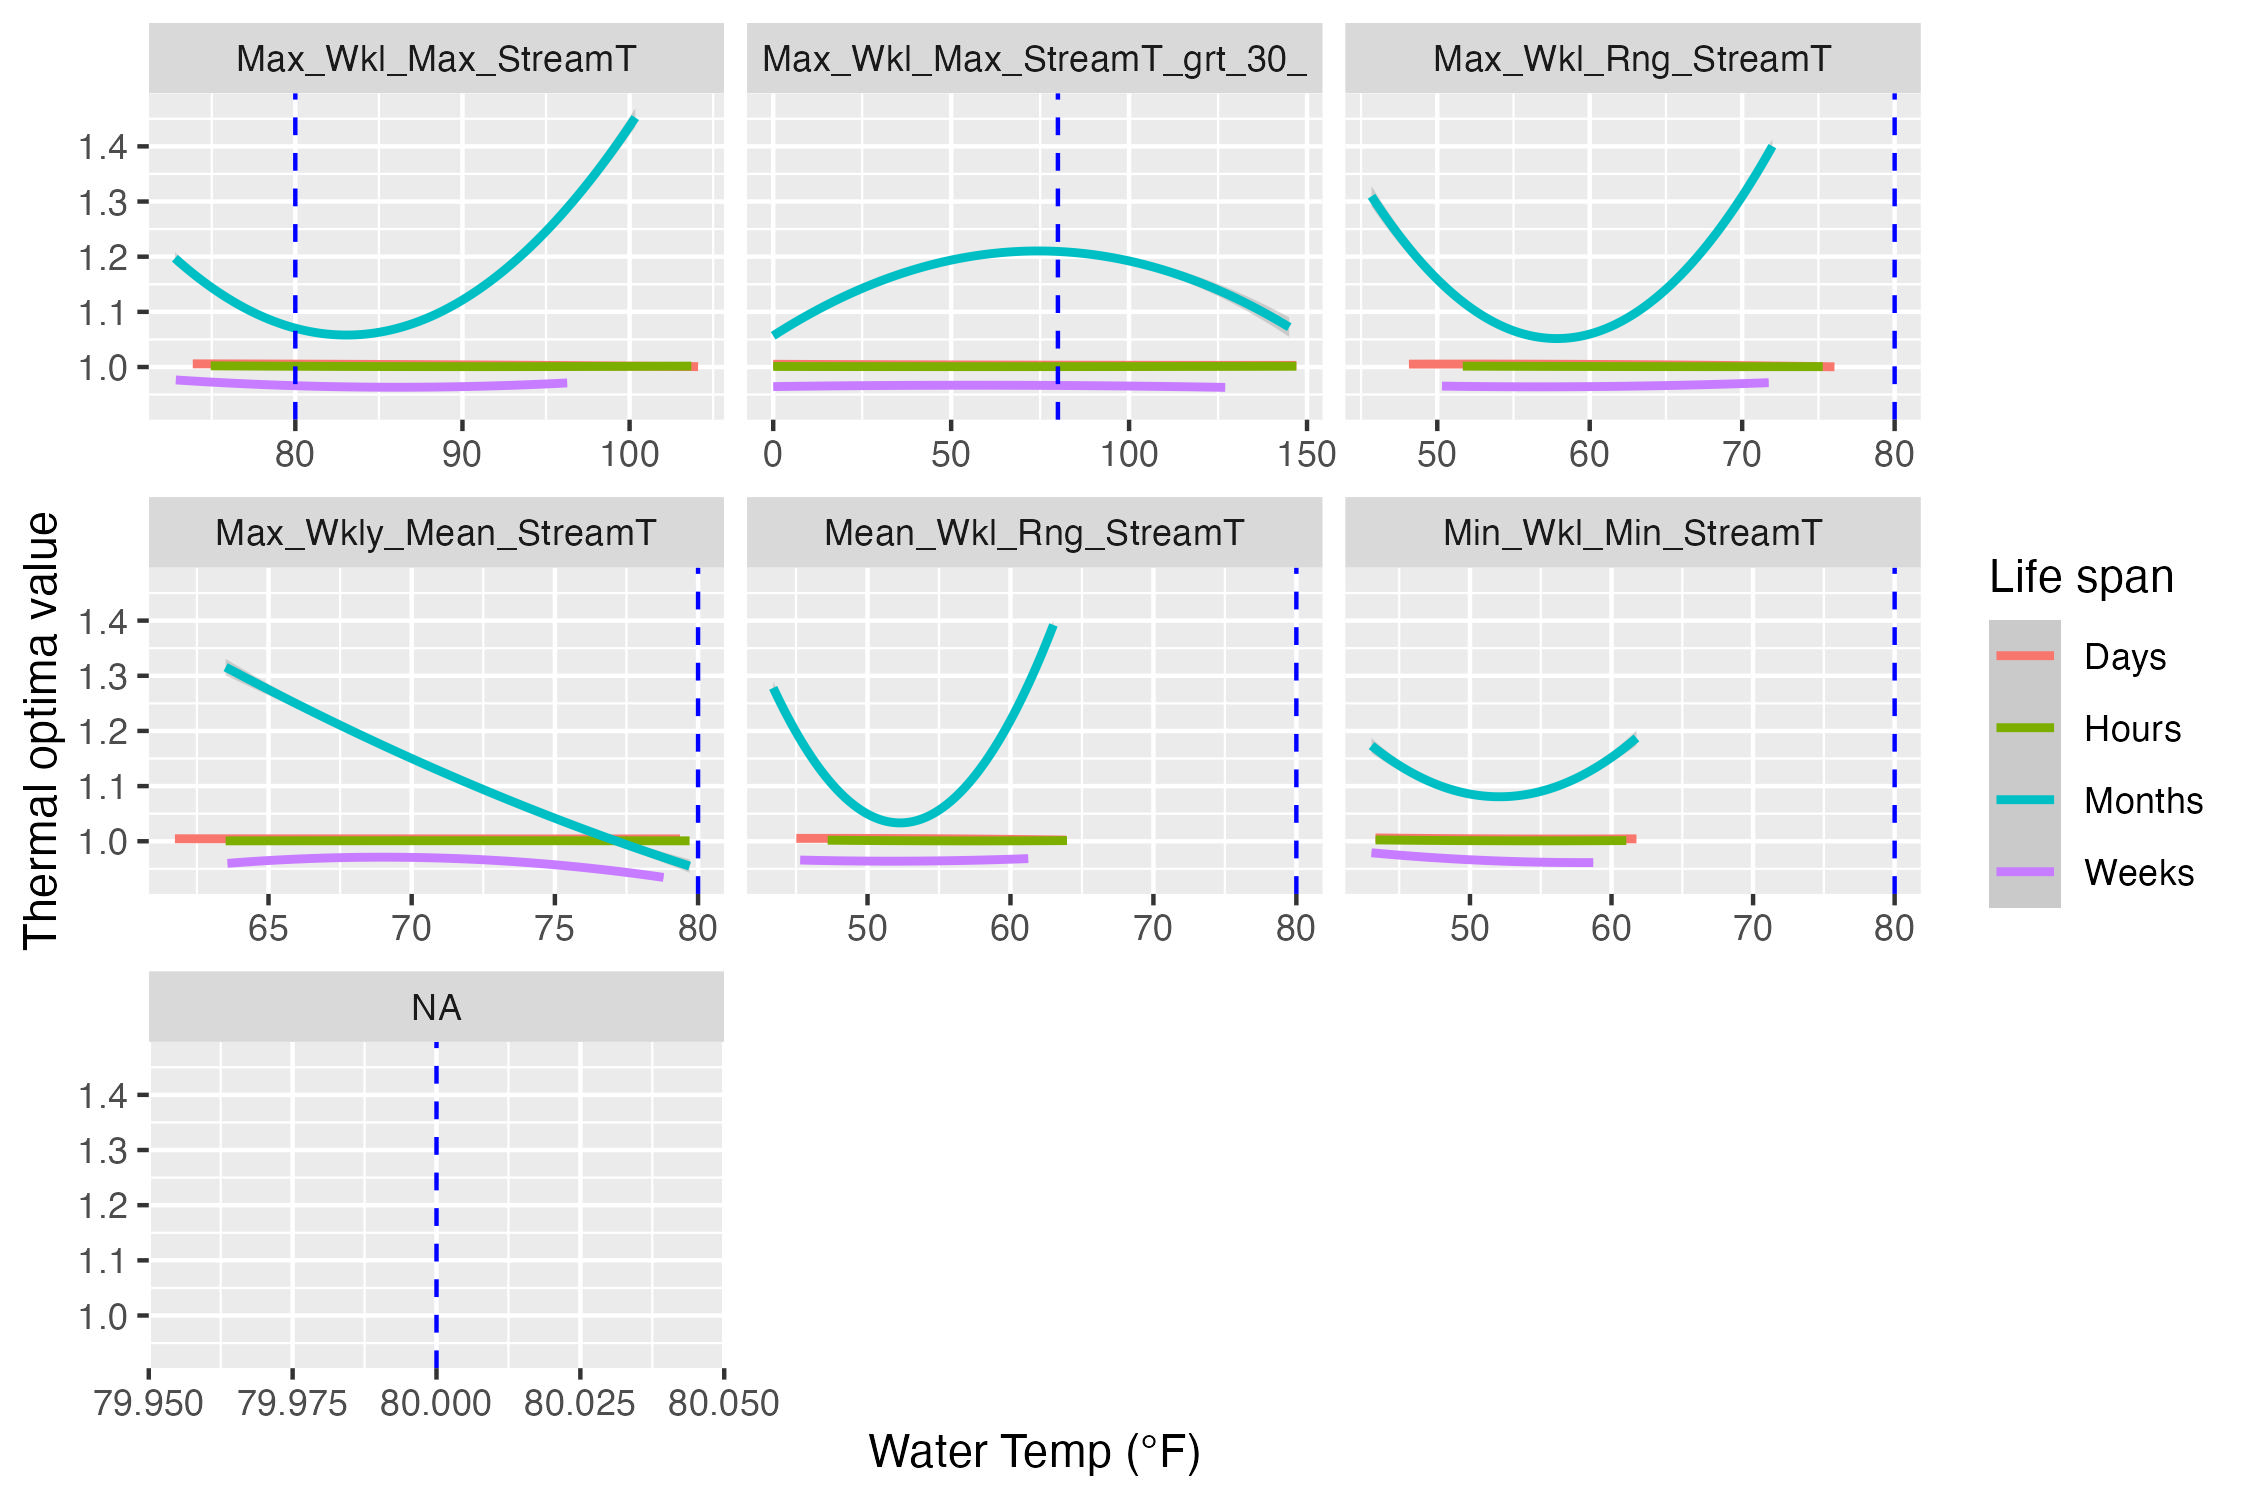 Max_Wkl_Max_StreamT
Max_Wkl_Max_StreamT_grt_30_
Max_Wkl_Rng_StreamT
1.4
1.3
1.2
1.1
1.0
80 90 100
0 50 100 150
50 60 70 80
Thermal optima value
Max_Wkly_Mean_StreamT
Mean_Wkl_Rng_StreamT
Min_Wkl_Min_StreamT
1.4
1.3
1.2
1.1
1.0
65 70 75 80
50 60 70 80
50 60 70 80
Life span
Days
Hours
Months
Weeks
NA
1.4
1.3
1.2
1.1
1.0
79.950 79.975 80.000 80.025 80.050
Water Temp (°F)